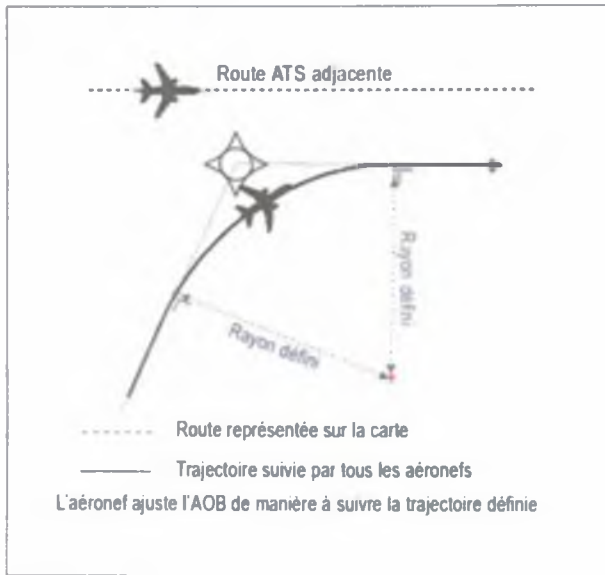 Route ATS adjacente
Rayon défini
Rayon défini
Route représentée sur la carte
Trajectoire suivie par tous les aéronefs
L'aéronef ajuste l'AOB de manière à suivre la trajectoire définie